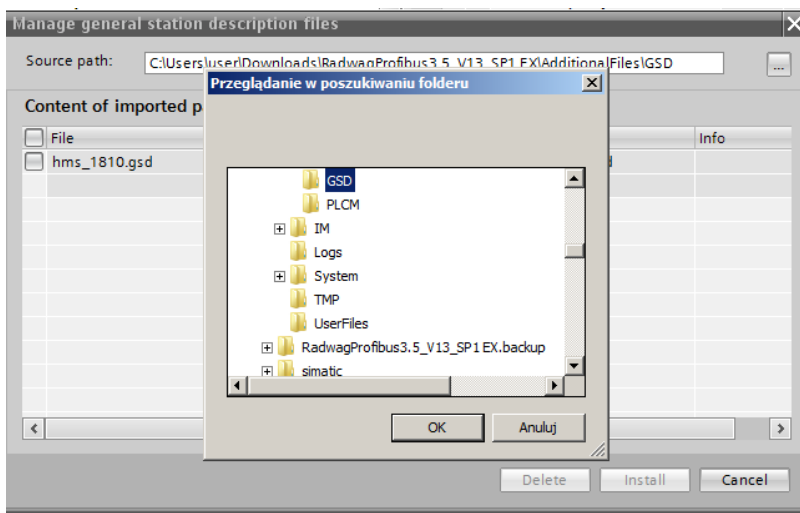 Manage general station description files
Source path: C:\Users\user\Downloads\RadwagProfibus3.5_V13_SP1 EX\AdditionalFiles\GSD ...
Przeglądanie w poszukiwaniu folderu
Content of imported p
File Info
hms_1810.gsd
GSD
PLCM
IM
Logs
System
TMP
UserFiles
RadwagProfibus3.5_V13_SP1 EX.backup
simatic
OK Anuluj
Delete Install Cancel